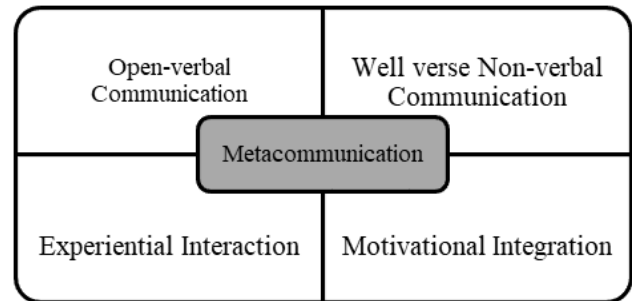 Open-verbal
Communication
Well verse Non-verbal
Communication
Metacommunication
Experiential Interaction
Motivational Integration